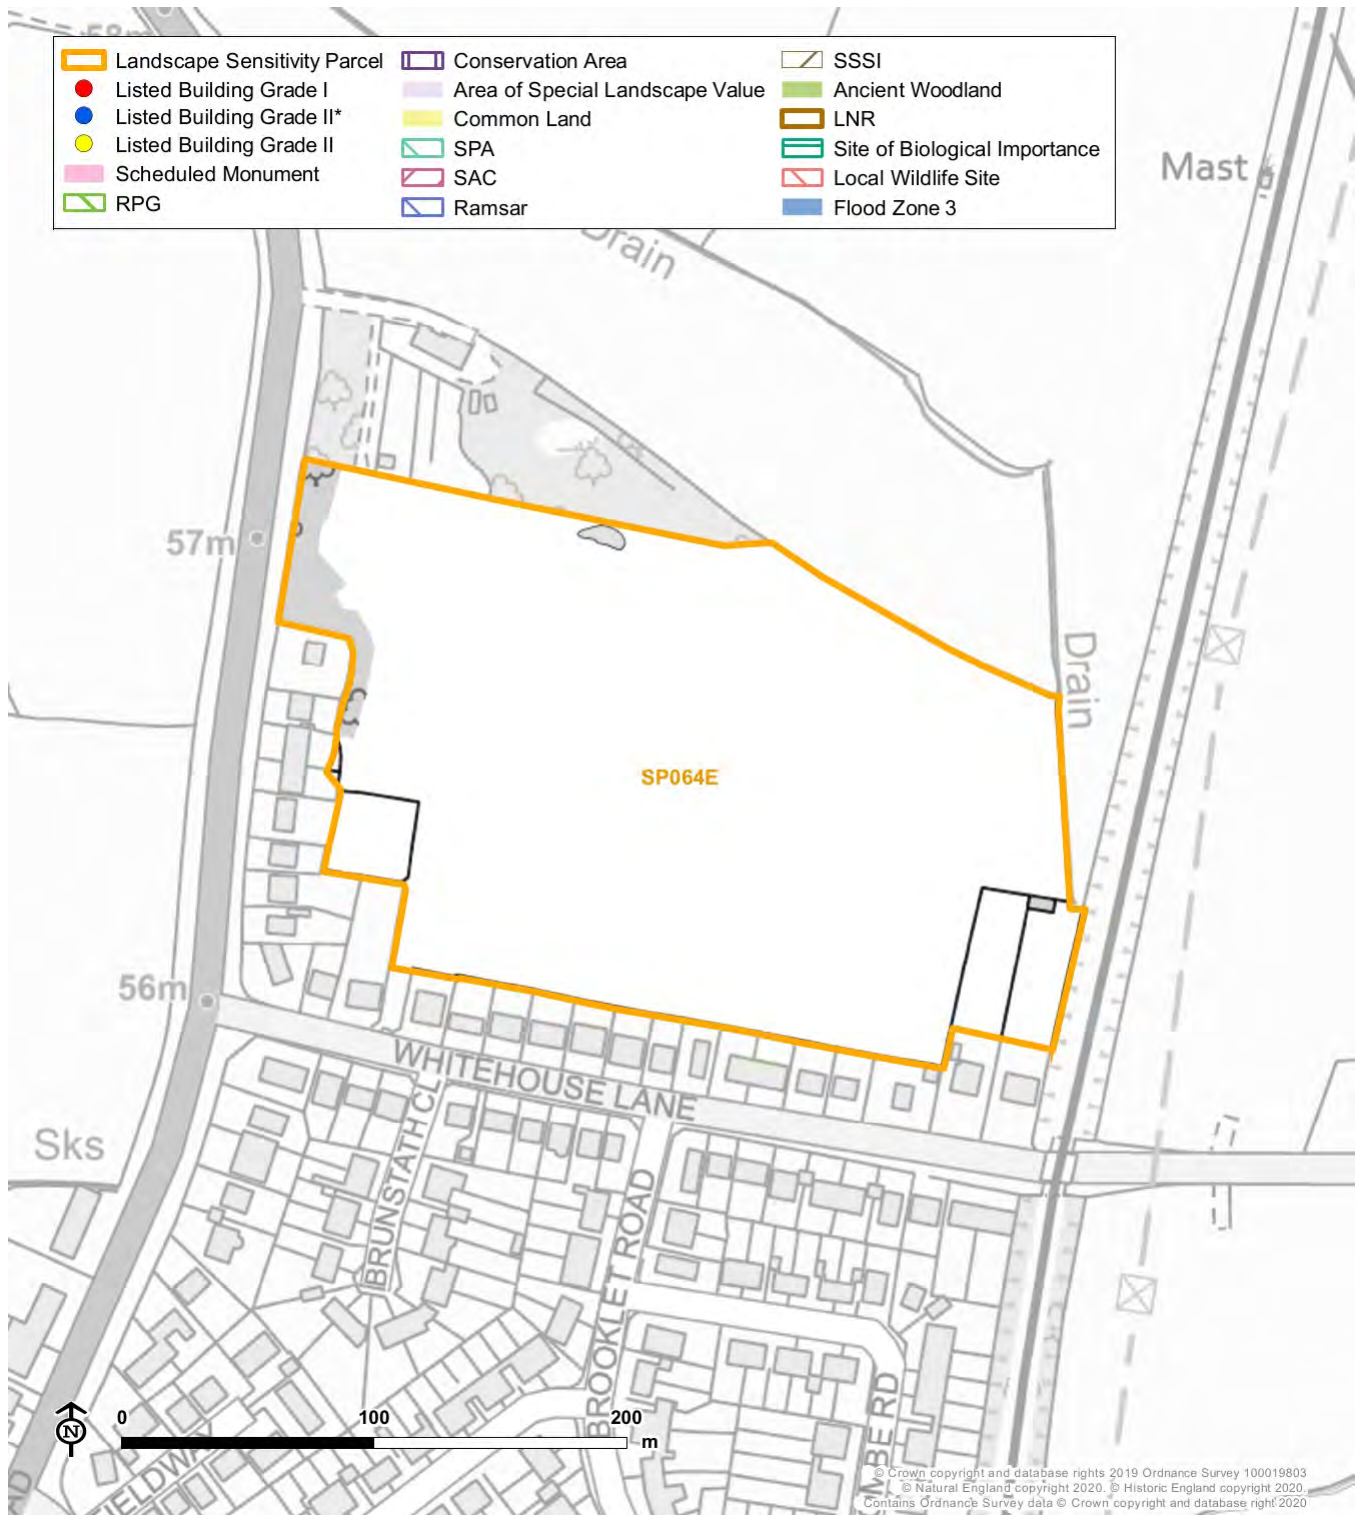 58m
Landscape Sensitivity Parcel
Listed Building Grade I
Listed Building Grade II*
Listed Building Grade II
Scheduled Monument
RPG
Conservation Area
Area of Special Landscape Value
Common Land
SPA
SAC
Ramsar
SSSI
Ancient Woodland
LNR
Site of Biological Importance
Local Wildlife Site
Flood Zone 3
Mast
Drain
57m
Drain
SP064E
56m
WHITEHOUSE LANE
Sks
BRUNSTATH CL
BROOKLET ROAD
N
0 100 200
m
© Crown copyright and database rights 2019 Ordnance Survey 100019803
© Natural England copyright 2020. © Historic England copyright 2020.
Contains Ordnance Survey data © Crown copyright and database right 2020